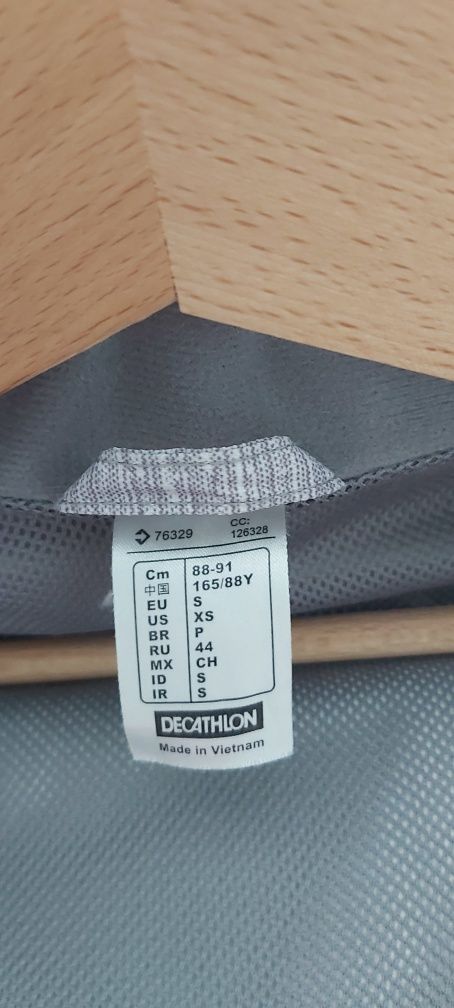 76329 CC: 126328
Cm 88-91
中国 165/88Y
EU S
US XS
BR P
RU 44
MX CH
ID S
IR S
DECATHLON
Made in Vietnam